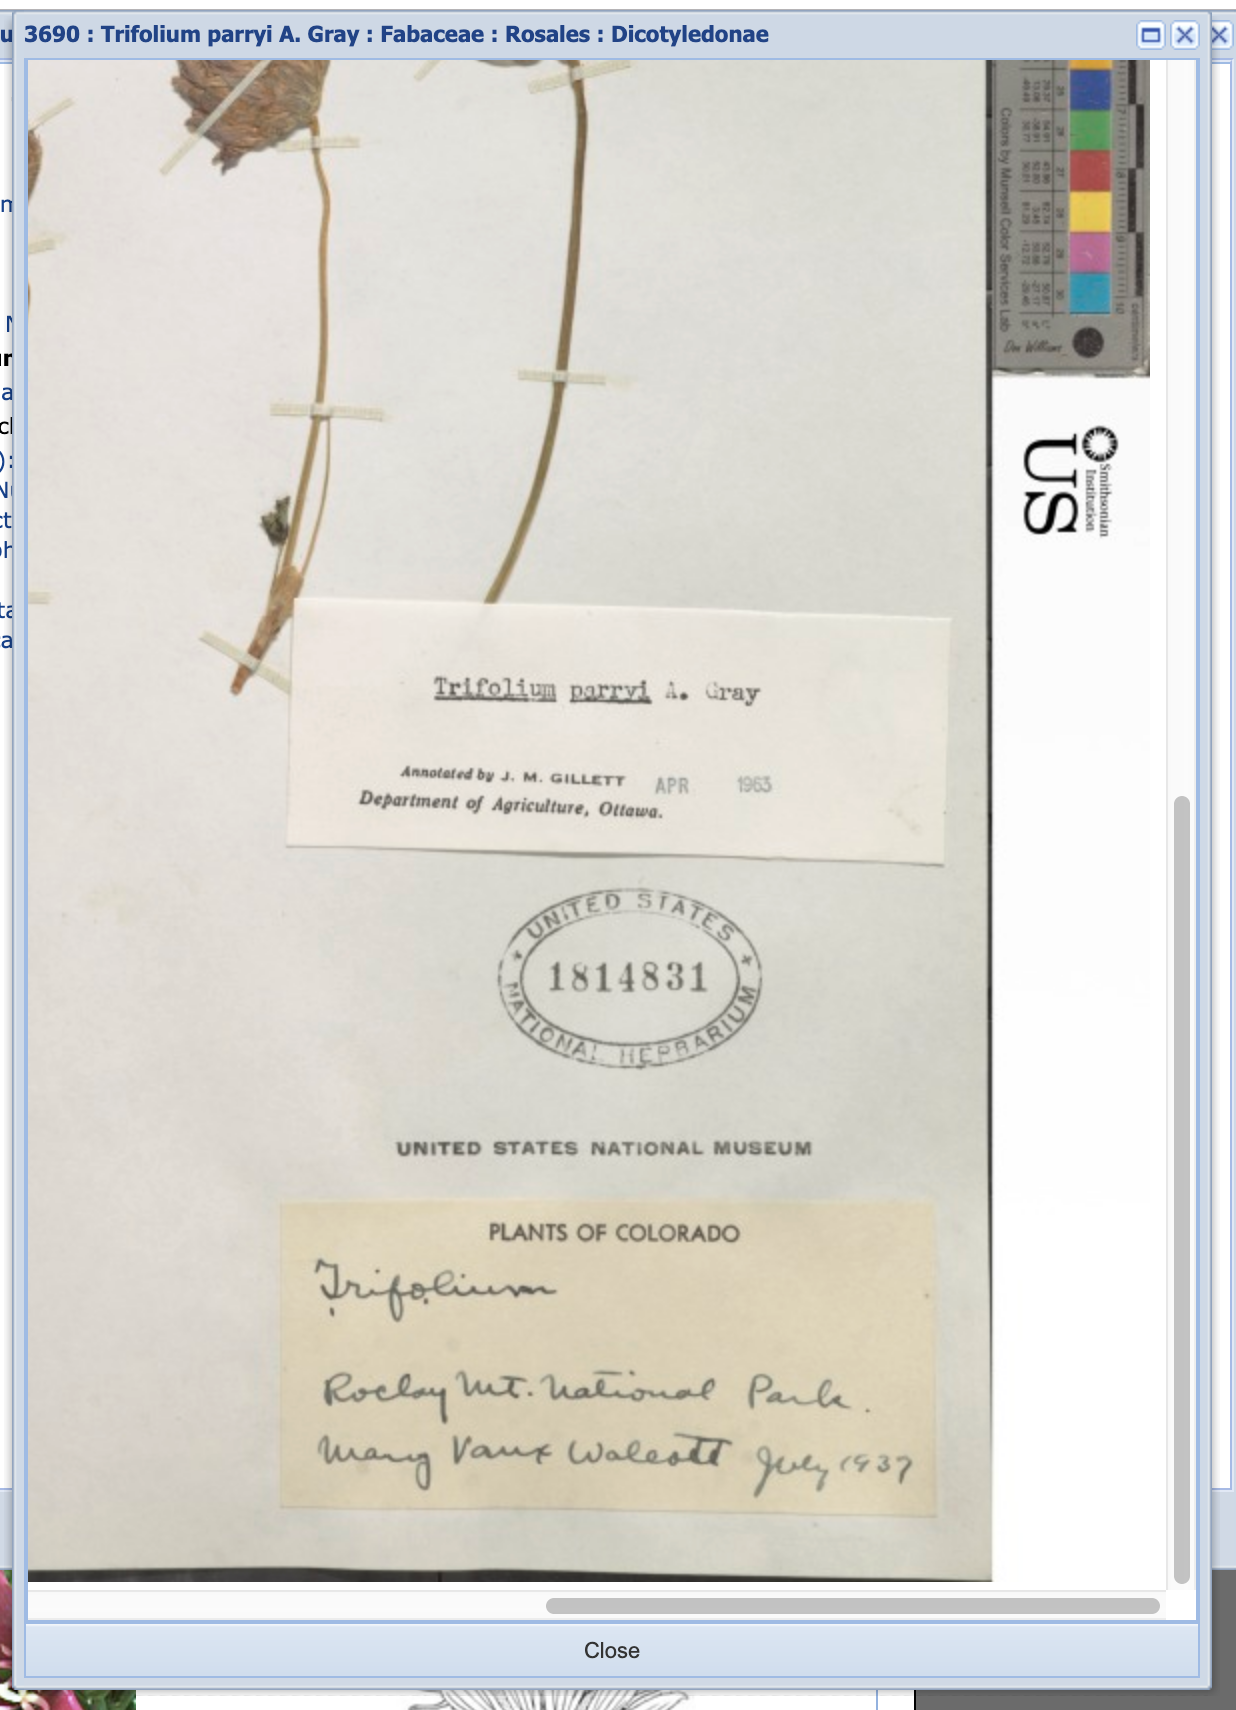 3690 : Trifolium parryi A. Gray : Fabaceae : Rosales : Dicotyledonae
Colors by Munsell Color Services Lab
Don Williams
Smithsonian
Institution
US
Trifolium parryi A. Gray
Annotated by J. M. GILLETT APR 1963
Department of Agriculture, Ottawa.
UNITED STATES
1814831
NATIONAL HERBARIUM
UNITED STATES NATIONAL MUSEUM
PLANTS OF COLORADO
Trifolium
Rocky Mt. National Park.
Mary Vaux Walcott July 1937
Close